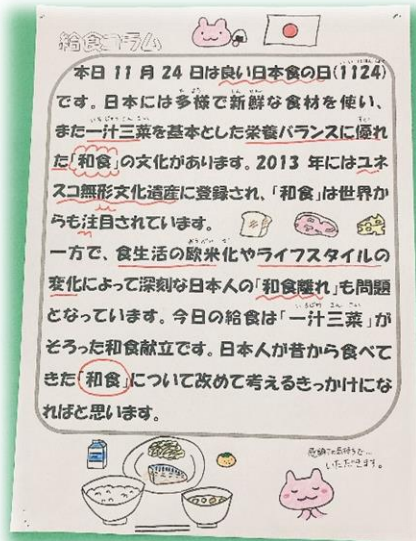 給食コラム
本日11月24日は良い日本食の日(1124)
です。日本には多様で新鮮な食材を使い、
また一汁三菜を基本とした栄養バランスに優れ
た「和食」の文化があります。2013年にはユネ
スコ無形文化遺産に登録され、「和食」は世界か
らも注目されています。
一方で、食生活の欧米化やライフスタイルの
変化によって深刻な日本人の「和食離れ」も問題
となっています。今日の給食は「一汁三菜」が
そろった和食献立です。日本人が昔から食べて
きた「和食」について改めて考えるきっかけにな
ればと思います。
感謝の気持ちで
いただきます。